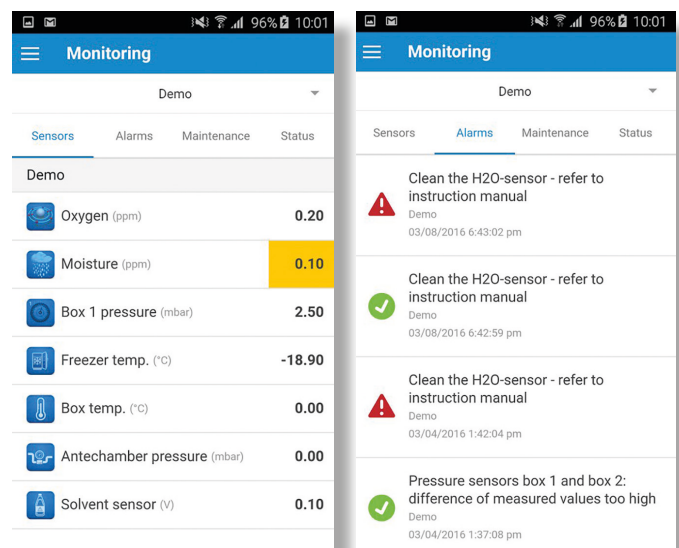 96% 10:01
Monitoring
Demo
Sensors Alarms Maintenance Status
Demo
Oxygen (ppm) 0.20
Moisture (ppm) 0.10
Box 1 pressure (mbar) 2.50
Freezer temp. (°C) -18.90
Box temp. (°C) 0.00
Antechamber pressure (mbar) 0.00
Solvent sensor (V) 0.10
96% 10:01
Monitoring
Demo
Sensors Alarms Maintenance Status
Clean the H2O-sensor - refer to
instruction manual
Demo
03/08/2016 6:43:02 pm
Clean the H2O-sensor - refer to
instruction manual
Demo
03/08/2016 6:42:59 pm
Clean the H2O-sensor - refer to
instruction manual
Demo
03/04/2016 1:42:04 pm
Pressure sensors box 1 and box 2:
difference of measured values too high
Demo
03/04/2016 1:37:08 pm